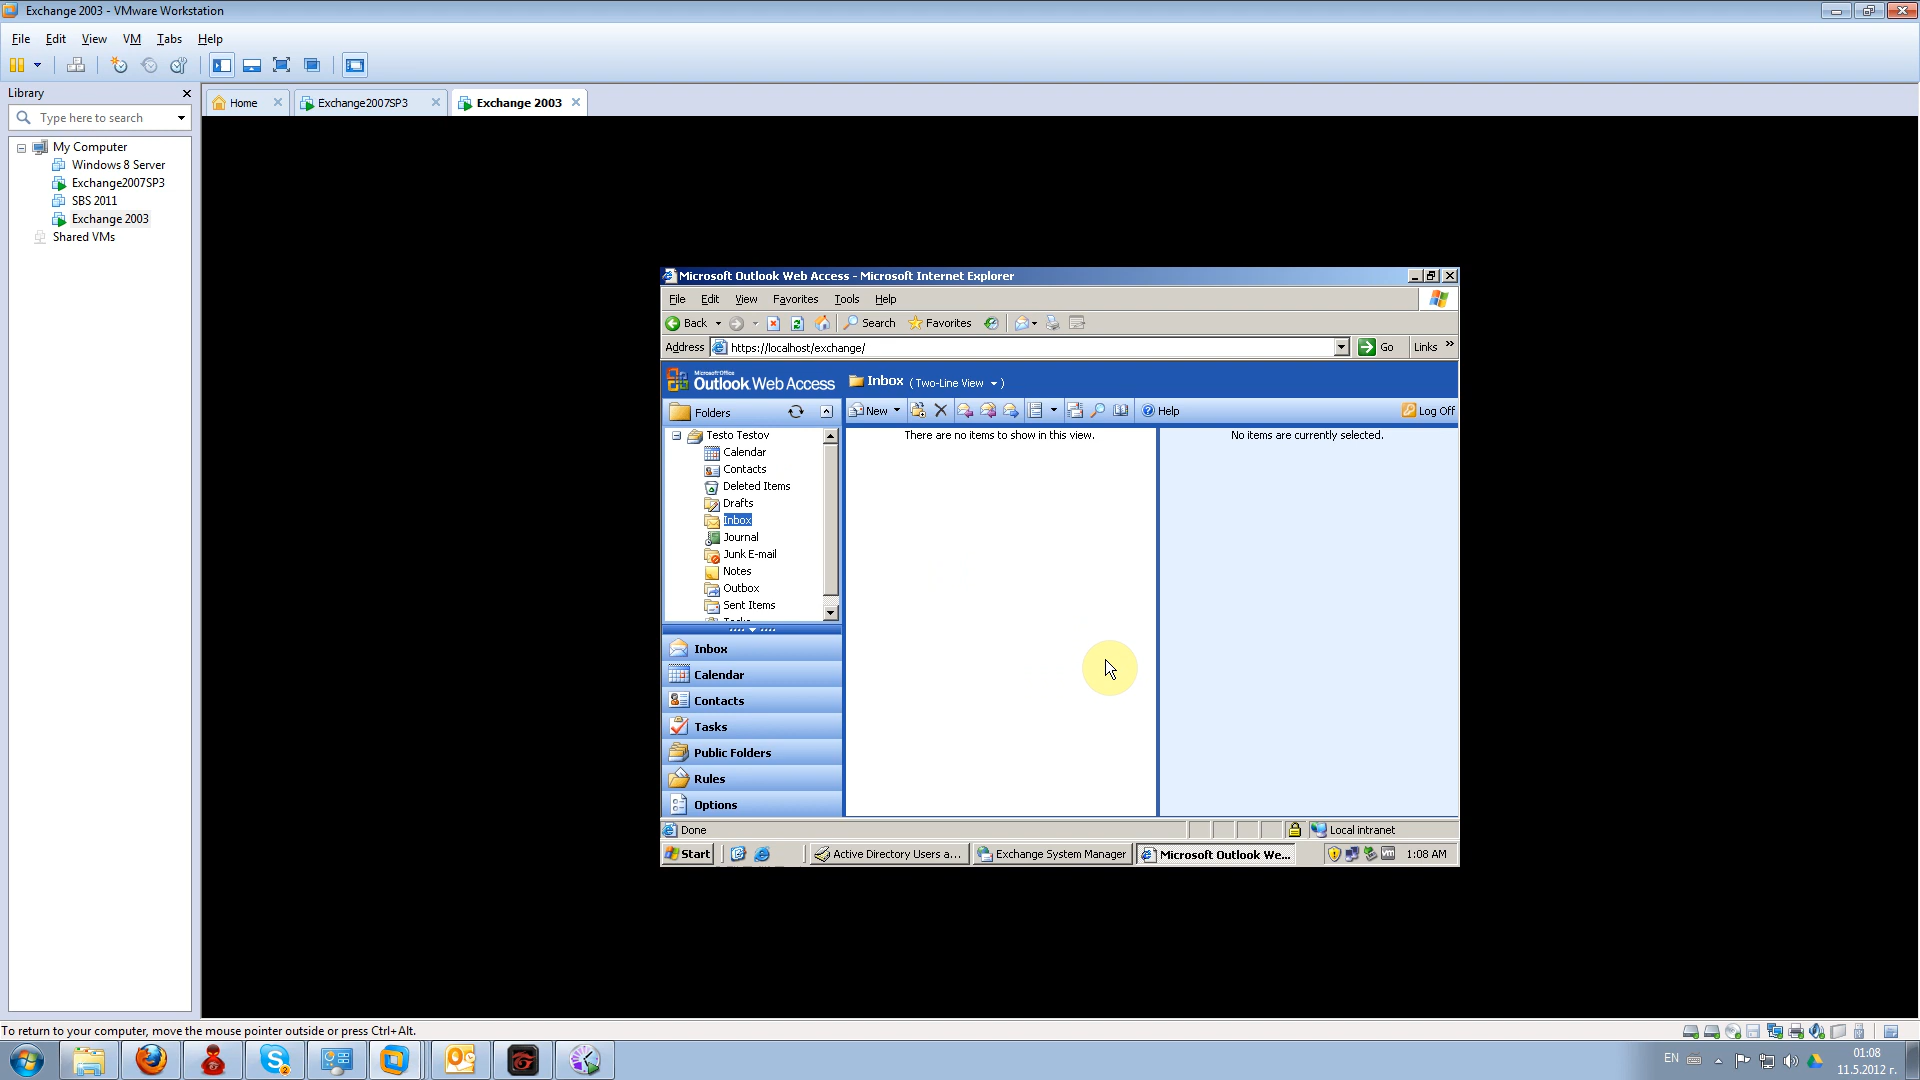 Exchange 2003 - VMware Workstation
File Edit View VM Tabs Help
Library
Type here to search
My Computer
Windows 8 Server
Exchange2007SP3
SBS 2011
Exchange 2003
Shared VMs
Home Exchange2007SP3 Exchange 2003
Microsoft Outlook Web Access - Microsoft Internet Explorer
File Edit View Favorites Tools Help
Back Search Favorites
Address https://localhost/exchange/ Go Links »
Microsoft Office
Outlook Web Access Inbox (Two-Line View )
Folders New Help Log Off
Testo Testov
Calendar
Contacts
Deleted Items
Drafts
Inbox
Journal
Junk E-mail
Notes
Outbox
Sent Items
There are no items to show in this view.
No items are currently selected.
Inbox
Calendar
Contacts
Tasks
Public Folders
Rules
Options
Done Local intranet
Start Active Directory Users a... Exchange System Manager Microsoft Outlook We... 1:08 AM
To return to your computer, move the mouse pointer outside or press Ctrl+Alt.
EN 01:08
11.5.2012 г.